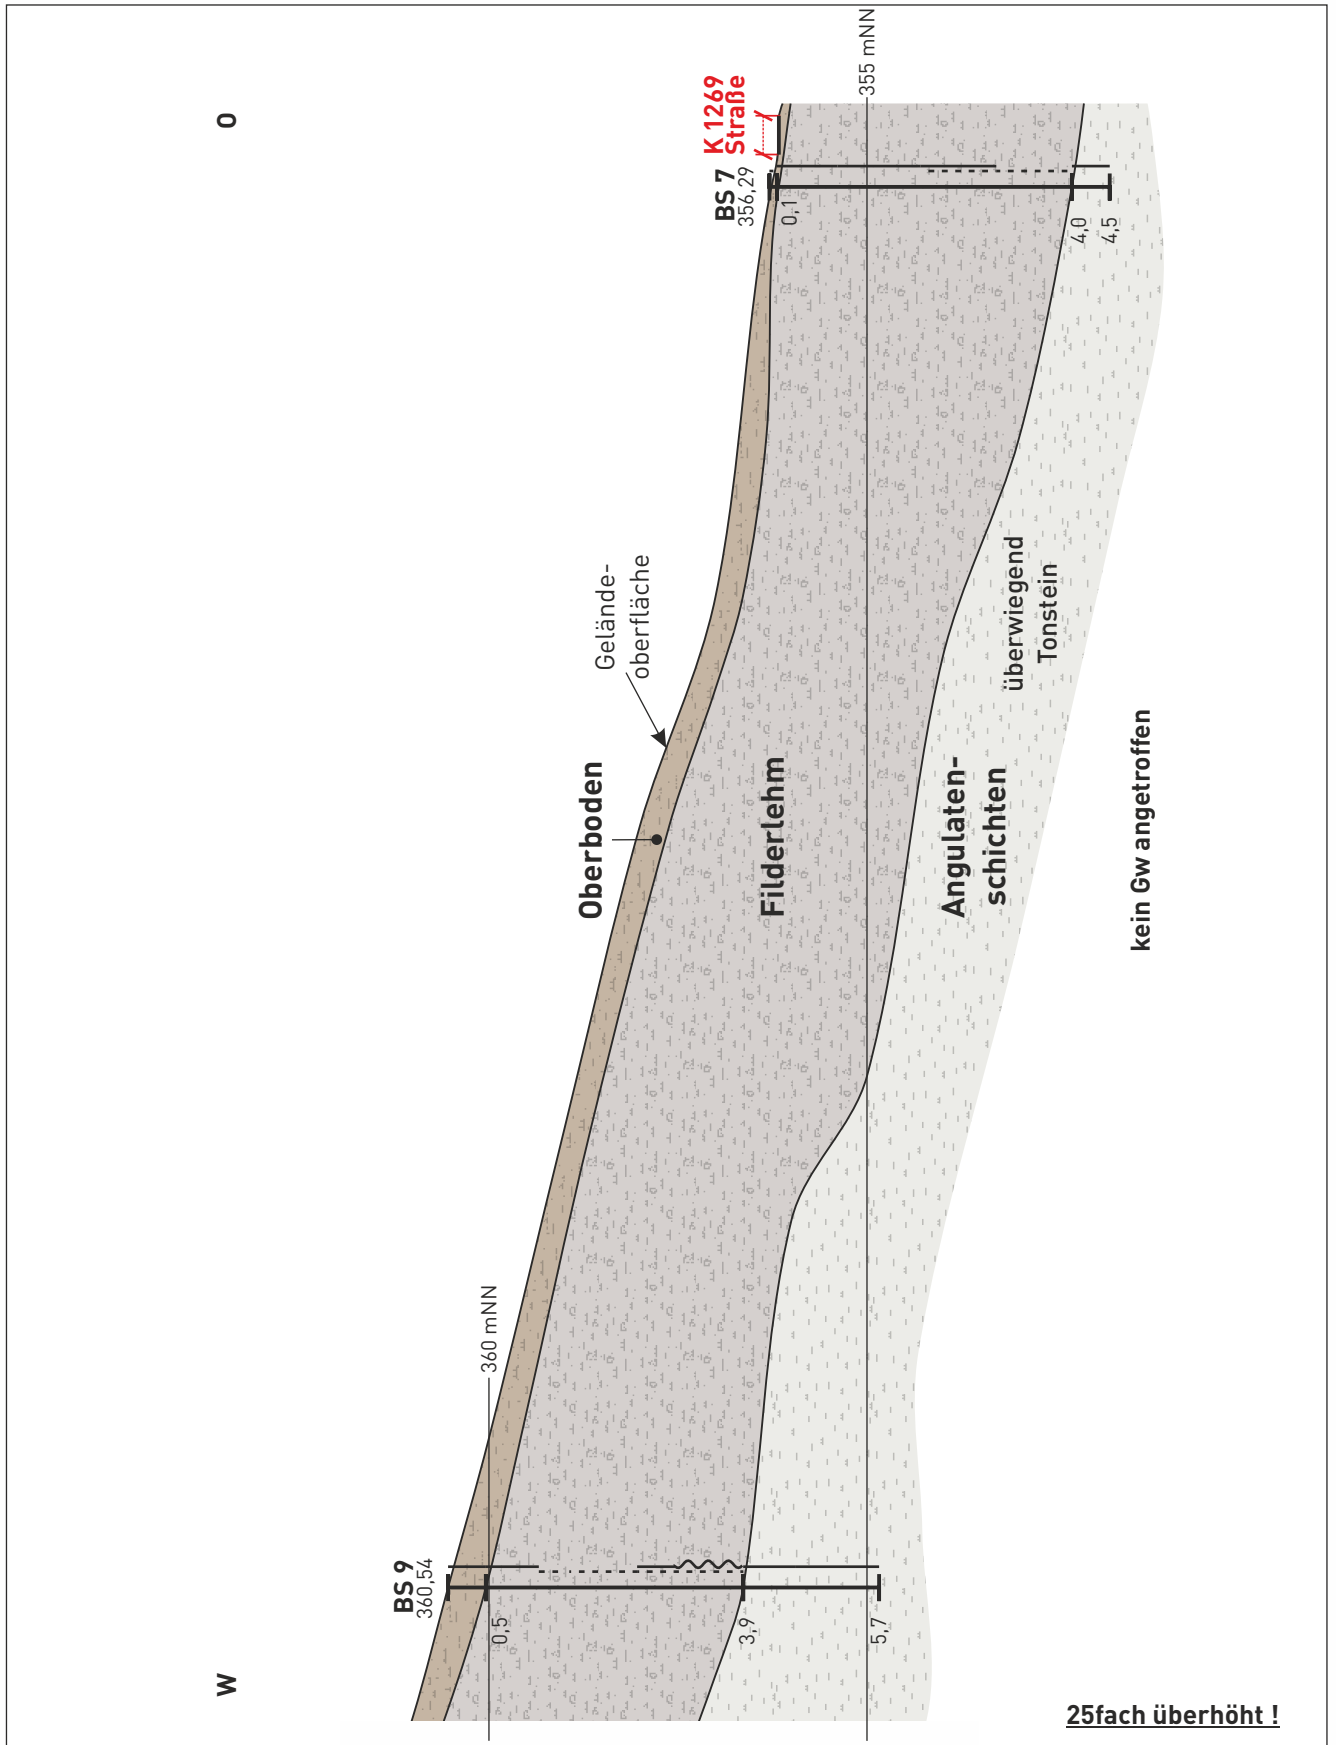 W
O
BS 9
360,54
0,5
3,9
5,7
360 mNN
Oberboden
Gelände-
oberfläche
Filderlehm
Angulaten-
schichten
überwiegend
Tonstein
kein Gw angetroffen
K 1269
Straße
BS 7
356,29
0,1
4,0
4,5
355 mNN
25fach überhöht !